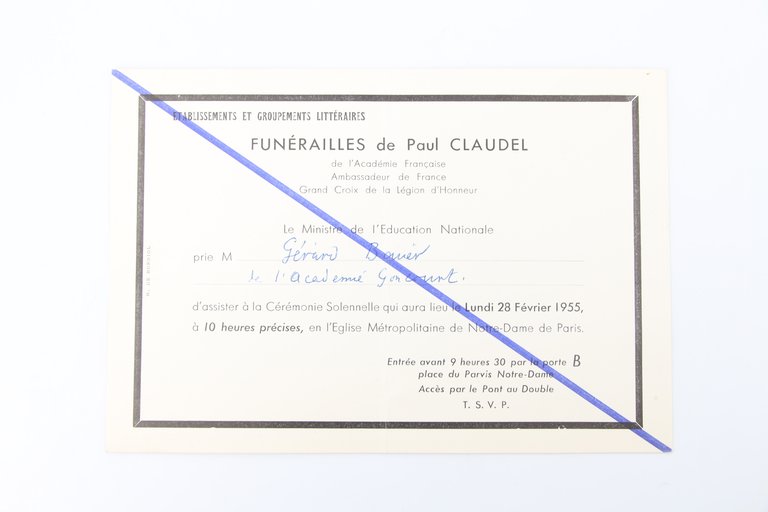 ETABLISSEMENTS ET GROUPEMENTS LITTÉRAIRES
FUNÉRAILLES de Paul CLAUDEL
de l'Académie Française
Ambassadeur de France
Grand Croix de la Légion d'Honneur
Le Ministre de l'Education Nationale
prie M Gérard Bauër
de l'Académie Goncourt.
d'assister à la Cérémonie Solennelle qui aura lieu le Lundi 28 Février 1955,
à 10 heures précises, en l'Eglise Métropolitaine de Notre-Dame de Paris.
Entrée avant 9 heures 30 par la porte B
place du Parvis Notre-Dame
Accès par le Pont au Double
T. S. V. P.